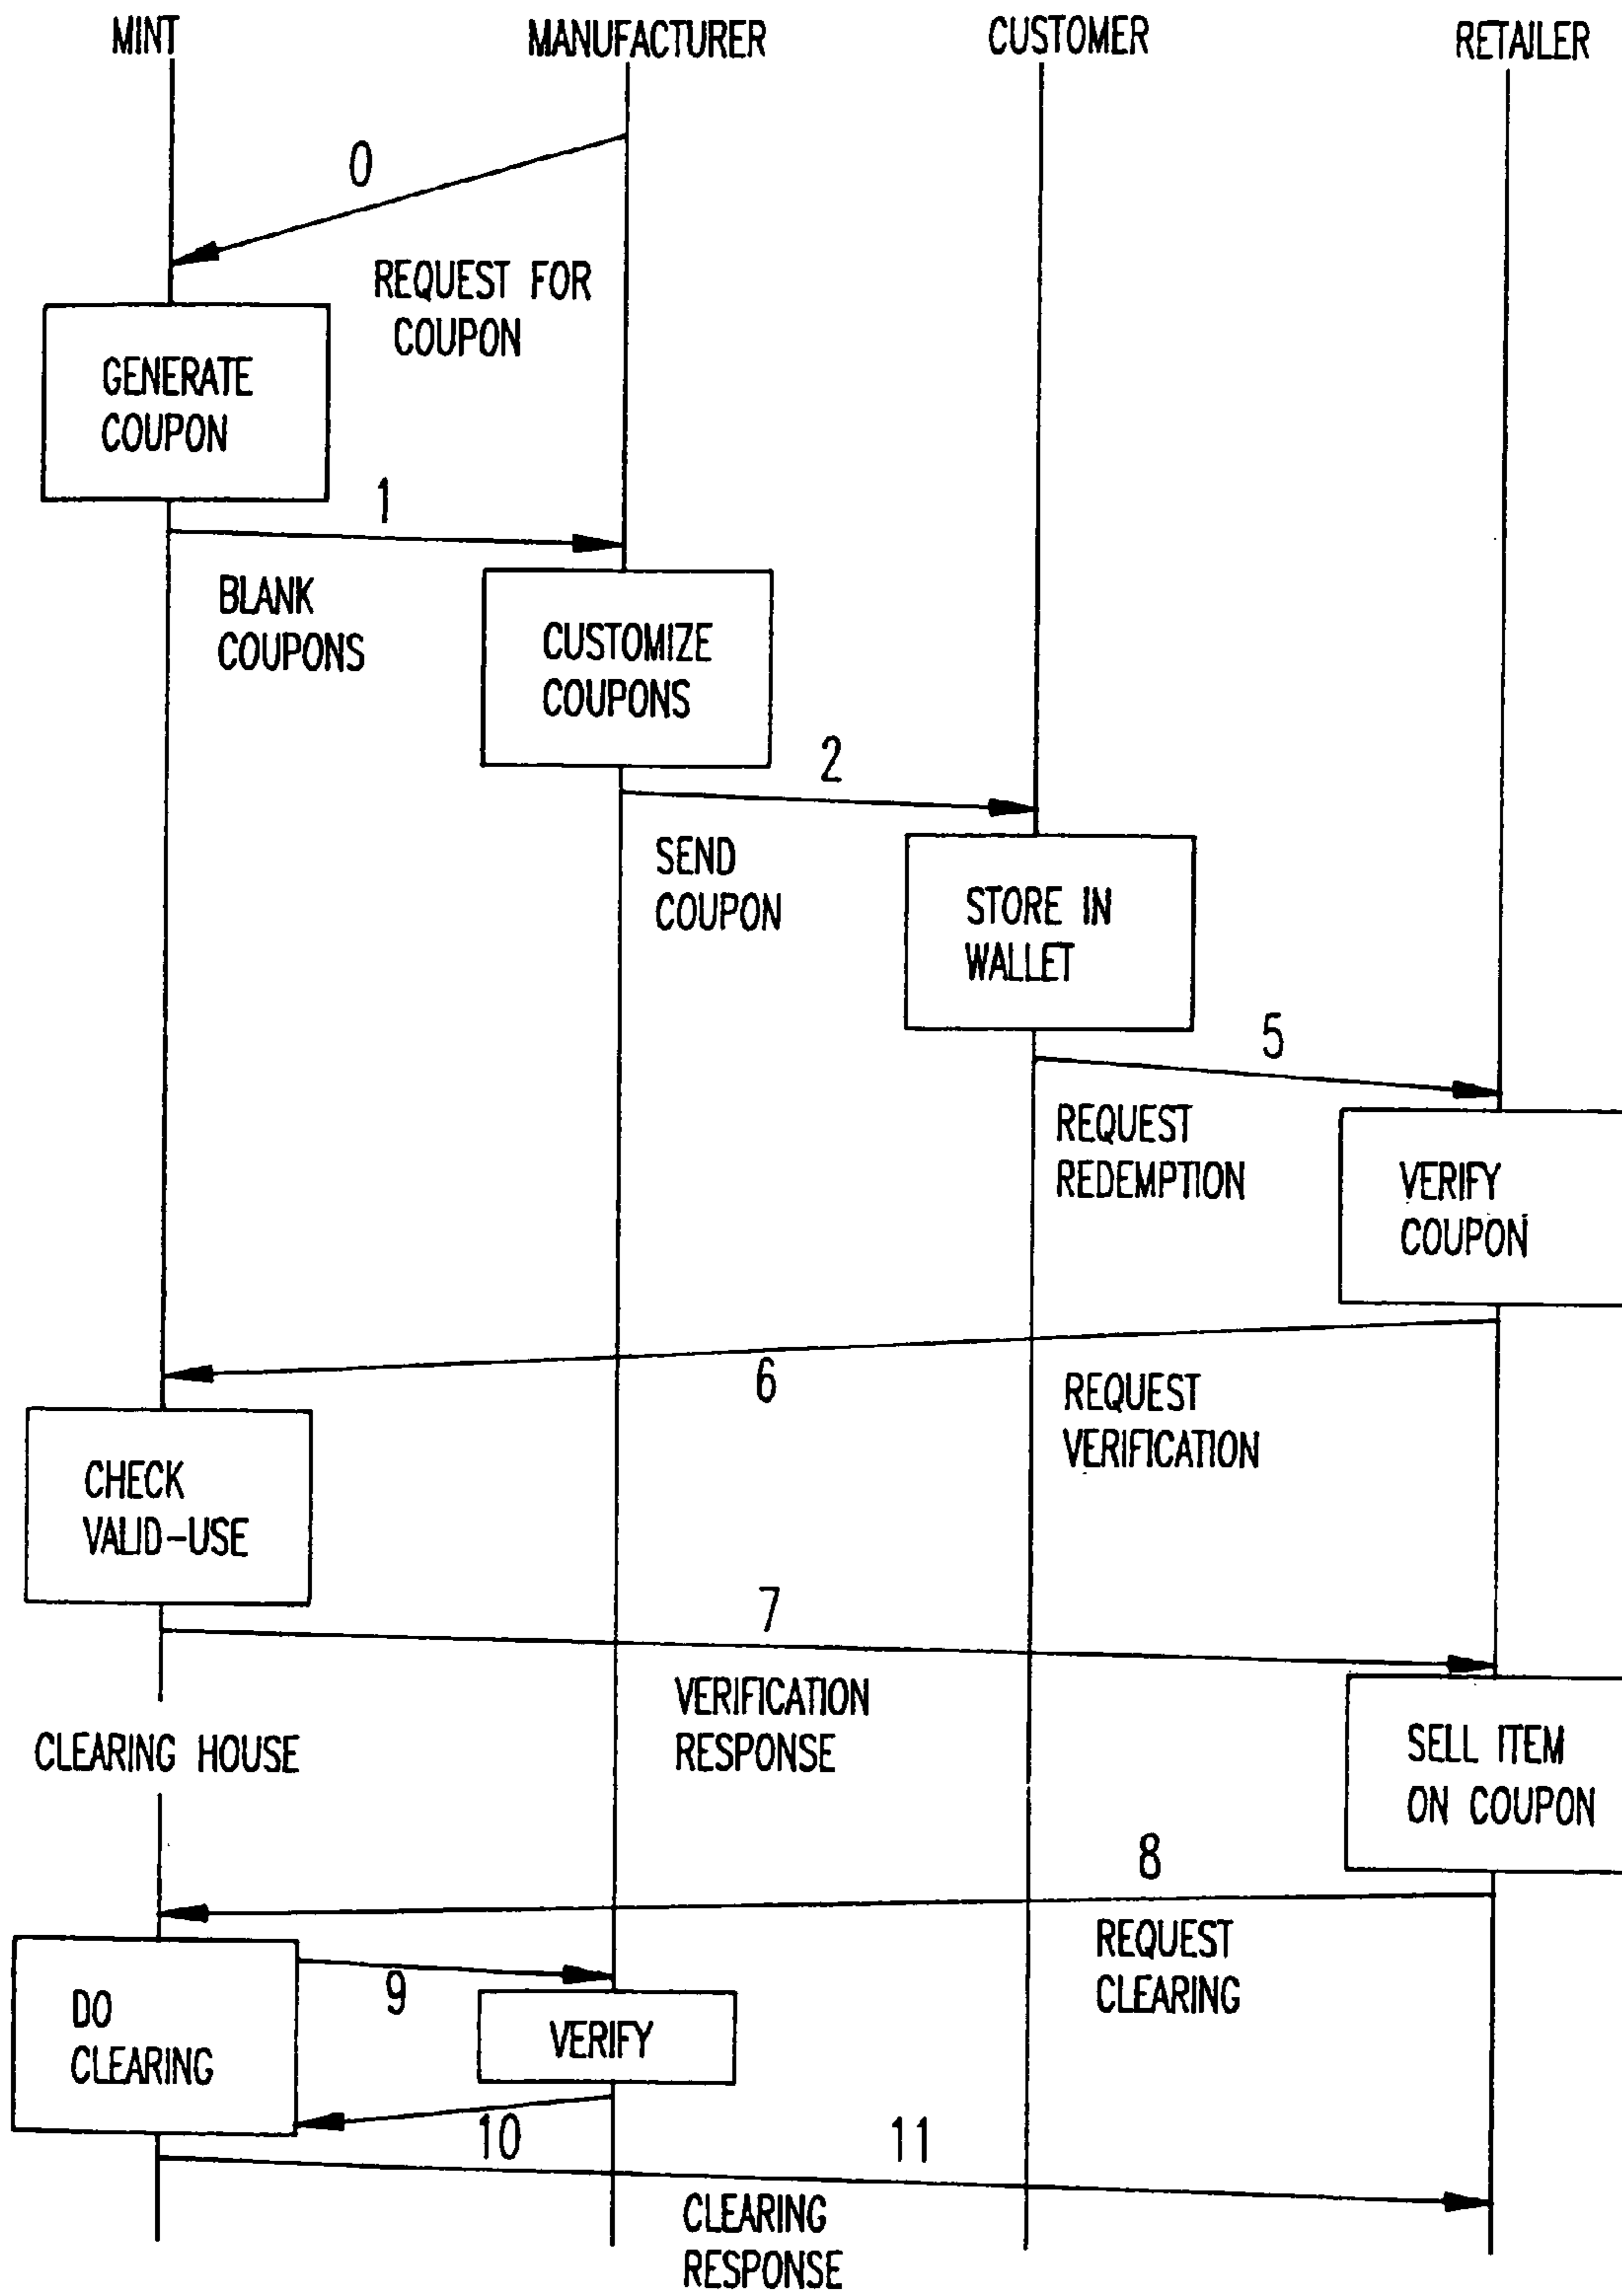 MINT
MANUFACTURER
CUSTOMER
RETAILER
0
REQUEST FOR
COUPON
GENERATE
COUPON
1
BLANK
COUPONS
CUSTOMIZE
COUPONS
2
SEND
COUPON
STORE IN
WALLET
5
REQUEST
REDEMPTION
VERIFY
COUPON
6
REQUEST
VERIFICATION
CHECK
VALID-USE
7
VERIFICATION
RESPONSE
CLEARING HOUSE
SELL ITEM
ON COUPON
8
REQUEST
CLEARING
DO
CLEARING
9
VERIFY
10
11
CLEARING
RESPONSE